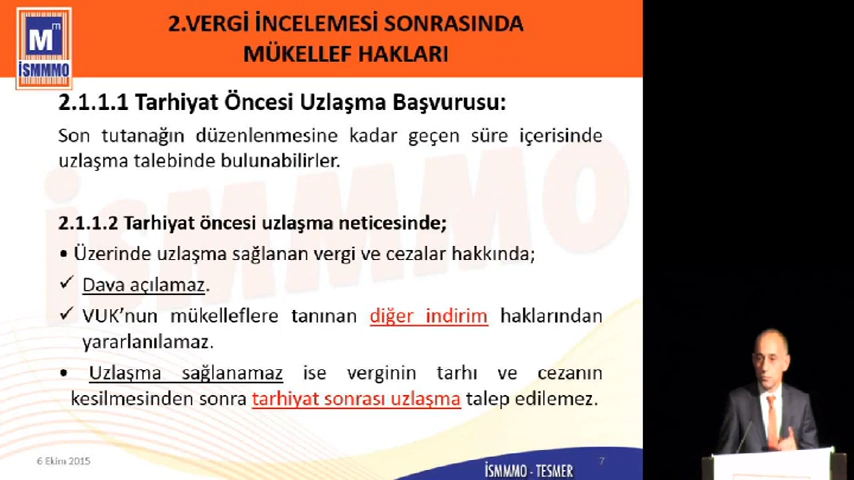 2.VERGİ İNCELEMESİ SONRASINDA
MÜKELLEF HAKLARI
M m
İSMMMO
2.1.1.1 Tarhiyat Öncesi Uzlaşma Başvurusu:
Son tutanağın düzenlenmesine kadar geçen süre içerisinde
uzlaşma talebinde bulunabilirler.
2.1.1.2 Tarhiyat öncesi uzlaşma neticesinde;
• Üzerinde uzlaşma sağlanan vergi ve cezalar hakkında;
✓ Dava açılamaz.
✓ VUK’nun mükelleflere tanınan diğer indirim haklarından
yararlanılamaz.
• Uzlaşma sağlanamaz ise verginin tarhı ve cezanın
kesilmesinden sonra tarhiyat sonrası uzlaşma talep edilemez.
6 Ekim 2015
İSMMMO - TESMER
7
İSMMMO